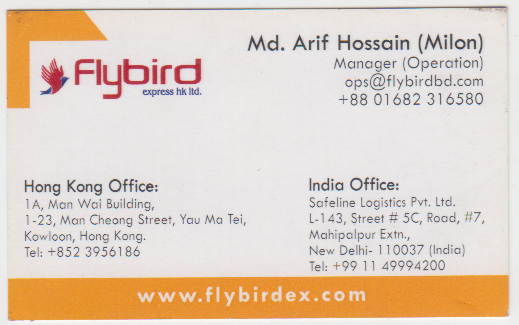 Flybird
express hk ltd.
Md. Arif Hossain (Milon)
Manager (Operation)
ops@flybirdbd.com
+88 01682 316580
Hong Kong Office:
1A, Man Wai Building,
1-23, Man Cheong Street, Yau Ma Tei,
Kowloon, Hong Kong.
Tel: +852 3956186
India Office:
Safeline Logistics Pvt. Ltd.
L-143, Street # 5C, Road, #7,
Mahipalpur Extn.,
New Delhi- 110037 (India)
Tel: +99 11 49994200
www.flybirdex.com